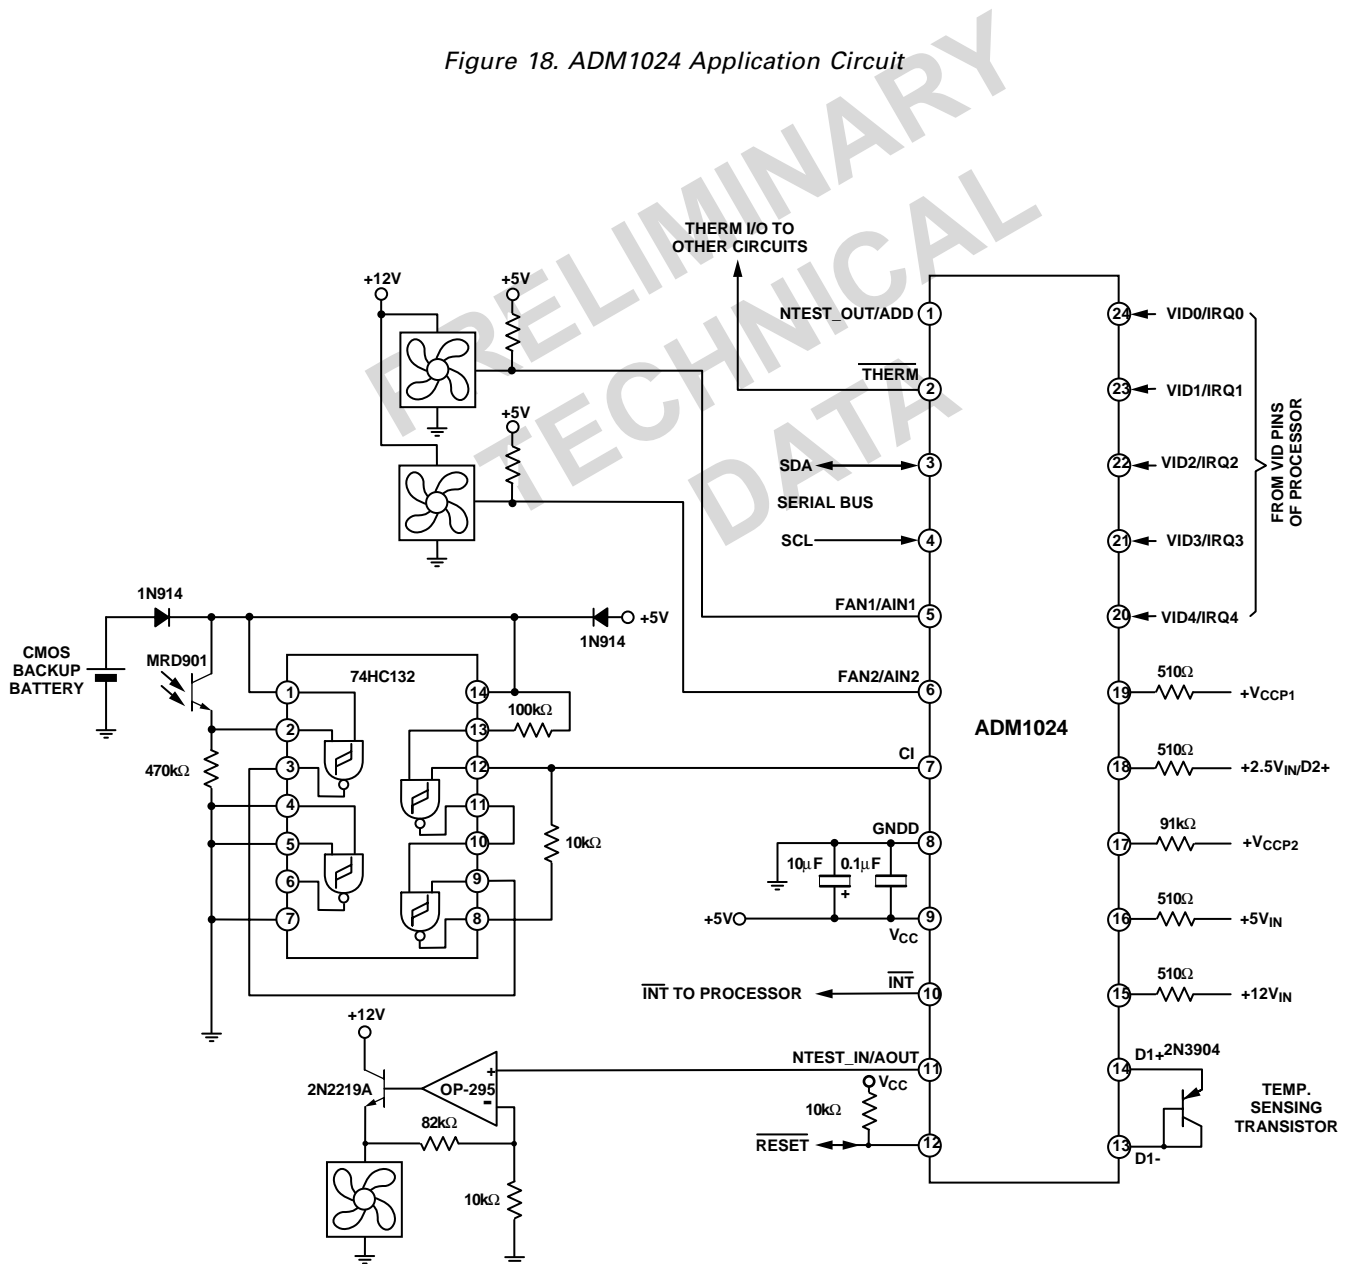 Figure 18. ADM1024 Application Circuit
PRELIMINARY
TECHNICAL
DATA
THERM I/O TO
OTHER CIRCUITS
+12V
+5V
NTEST_OUT/ADD
1
24
VID0/IRQ0
THERM
2
23
VID1/IRQ1
+5V
SDA
3
22
VID2/IRQ2
SERIAL BUS
FROM VID PINS
OF PROCESSOR
SCL
4
21
VID3/IRQ3
1N914
FAN1/AIN1
5
20
VID4/IRQ4
+5V
1N914
CMOS
BACKUP
BATTERY
MRD901
74HC132
FAN2/AIN2
6
19
510Ω
+VCCP1
1
14
100kΩ
2
13
ADM1024
470kΩ
3
12
CI
7
18
510Ω
+2.5VIN/D2+
4
11
5
10
10kΩ
GNDD
8
17
91kΩ
+VCCP2
10µF
0.1µF
+
6
9
7
8
+5V
9
VCC
16
510Ω
+5VIN
INT TO PROCESSOR
INT
10
15
510Ω
+12VIN
+12V
2N2219A
OP-295
+
-
NTEST_IN/AOUT
11
14
D1+
2N3904
VCC
10kΩ
TEMP.
SENSING
TRANSISTOR
82kΩ
RESET
12
13
D1-
10kΩ